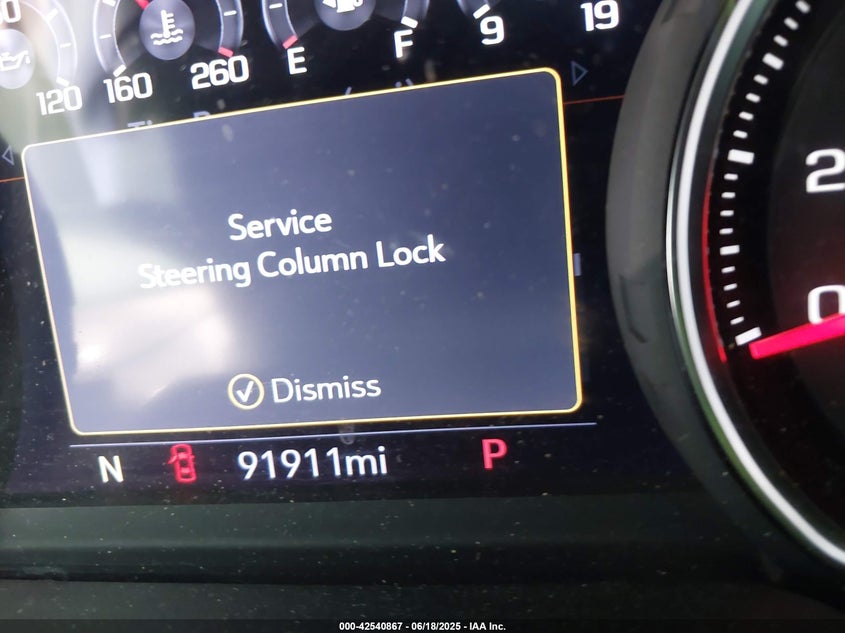 120 160 260 E F 9 19
Service
Steering Column Lock
Dismiss
2
0
N 91911mi P
000-42540867 - 06/18/2025 - IAA Inc.